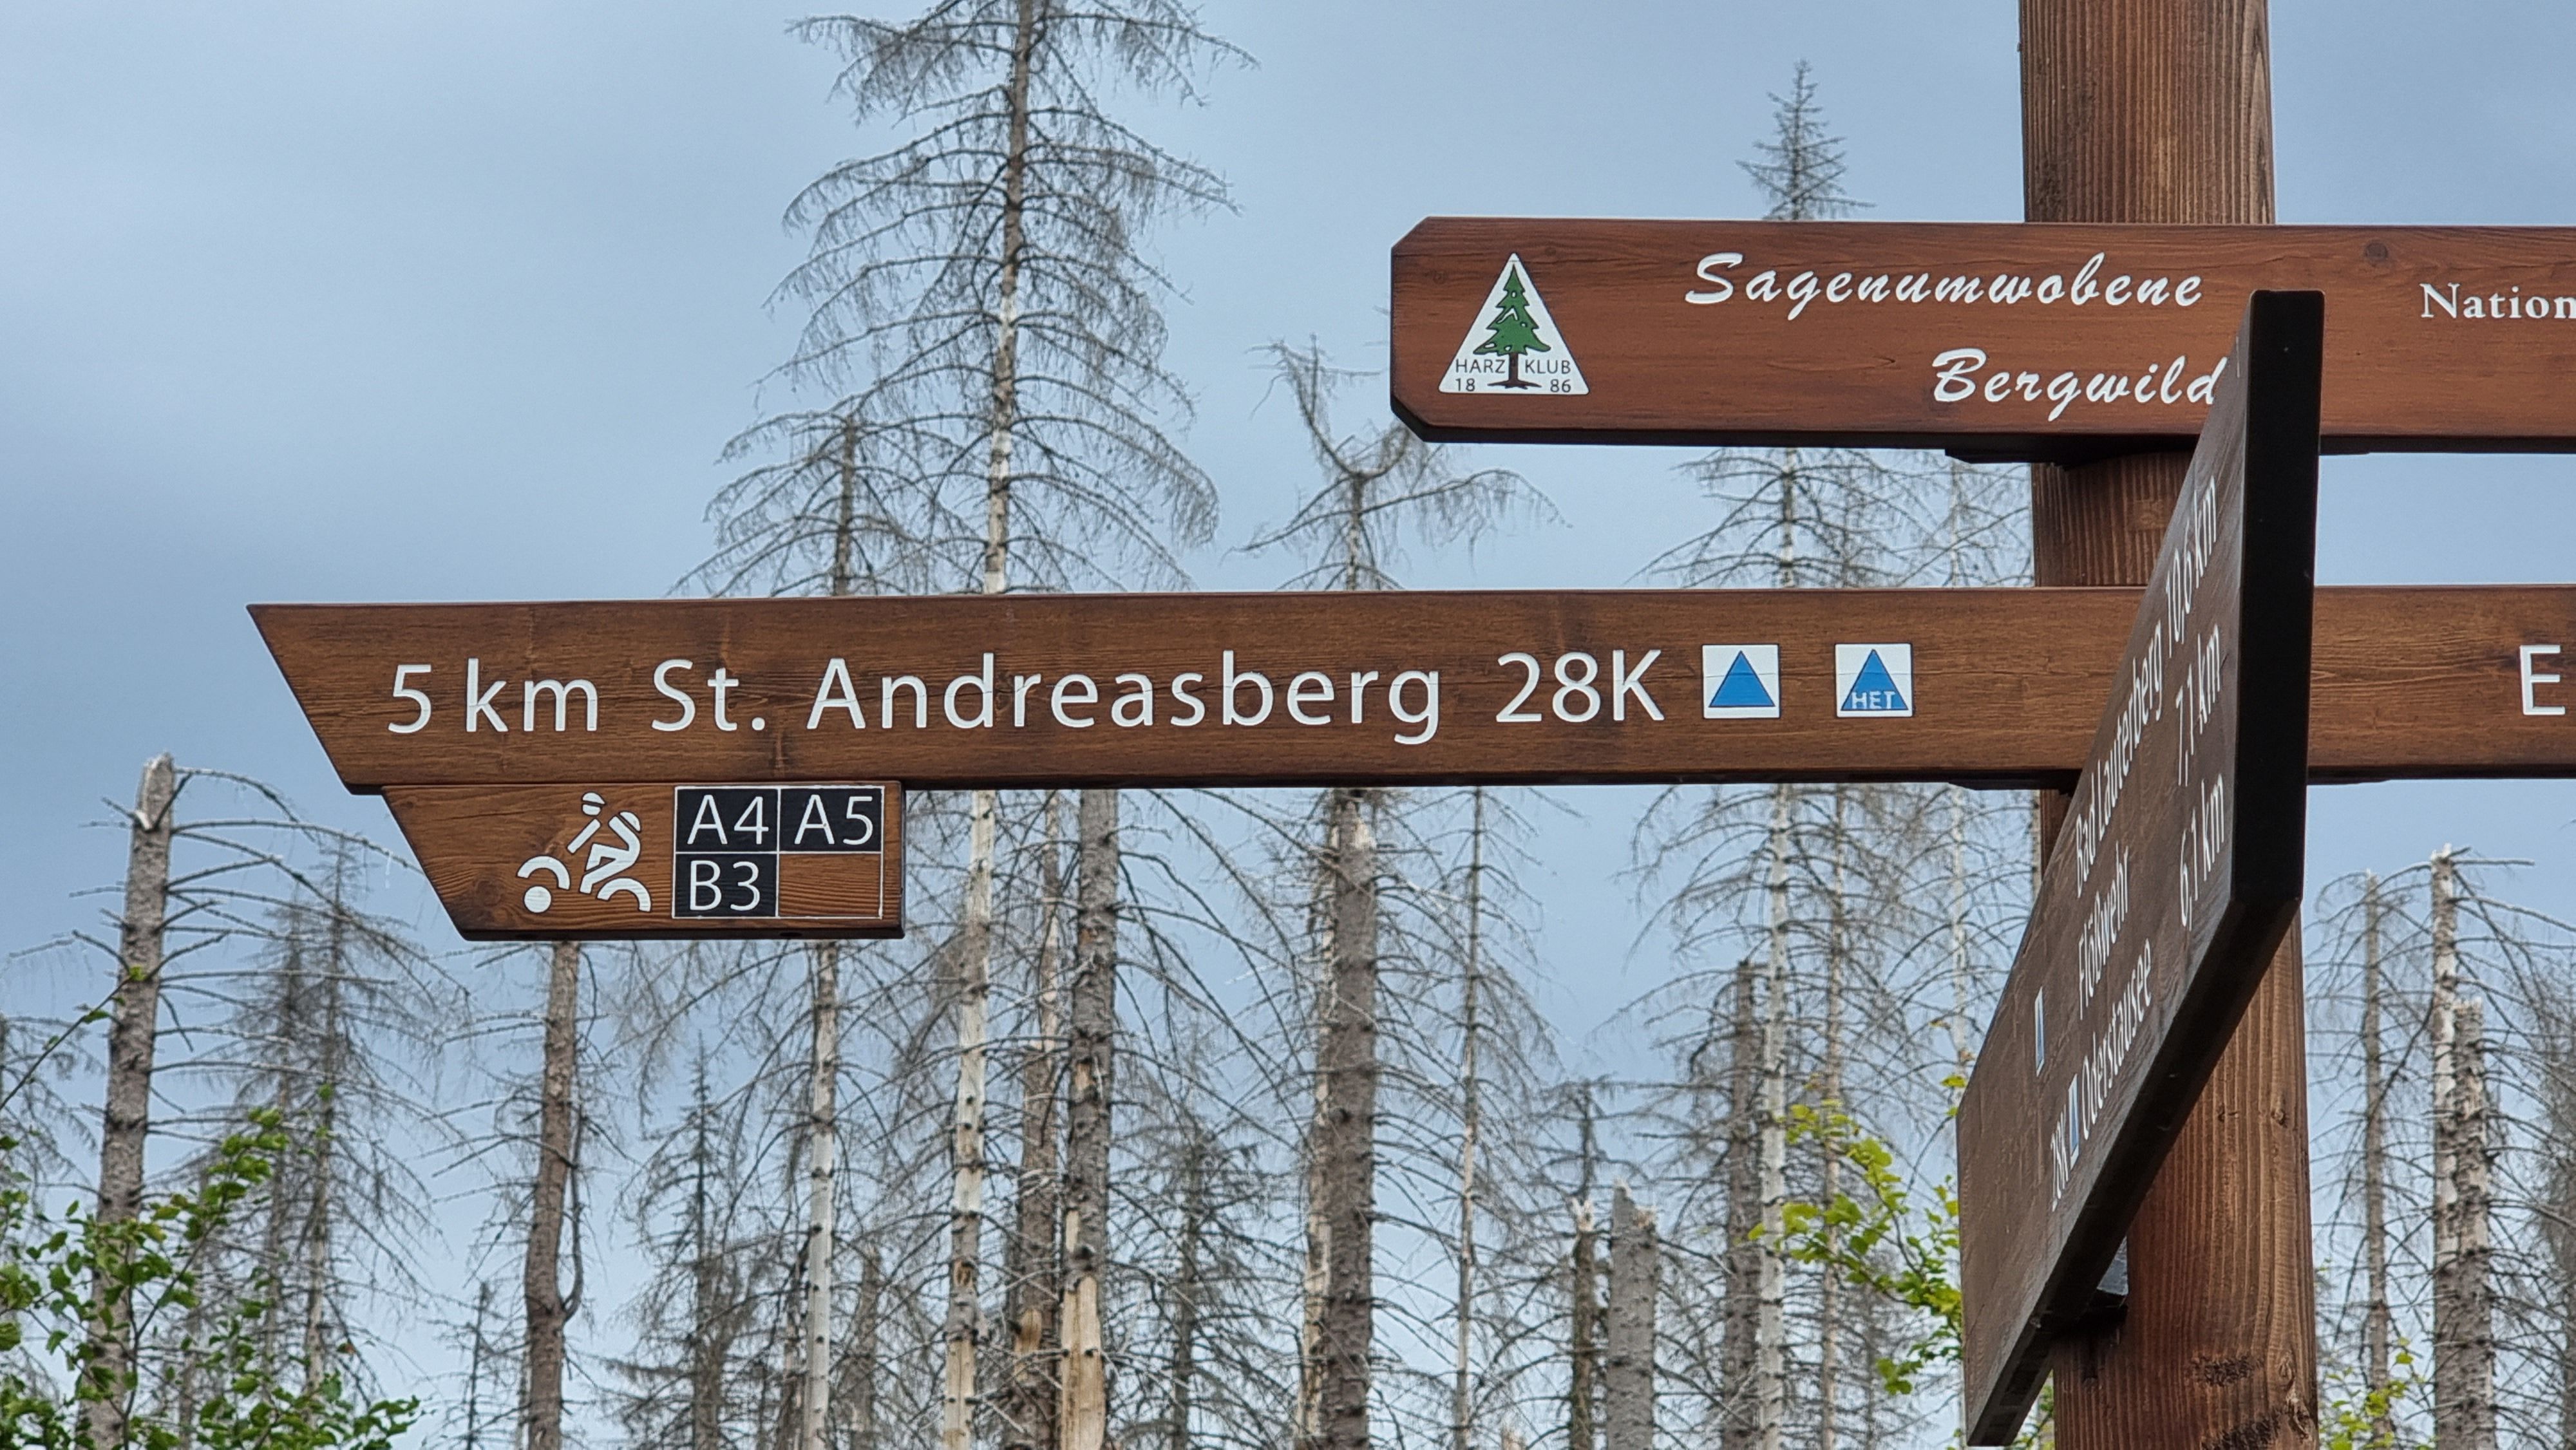 Sagenumwobene
Bergwild
Nation
HARZ KLUB
18 86
5 km St. Andreasberg 28K
HET
E
A4 A5
B3
Bad Lauterberg 10,6 km
Flößwehr 7,1 km
28K Oderstausee 6,1 km